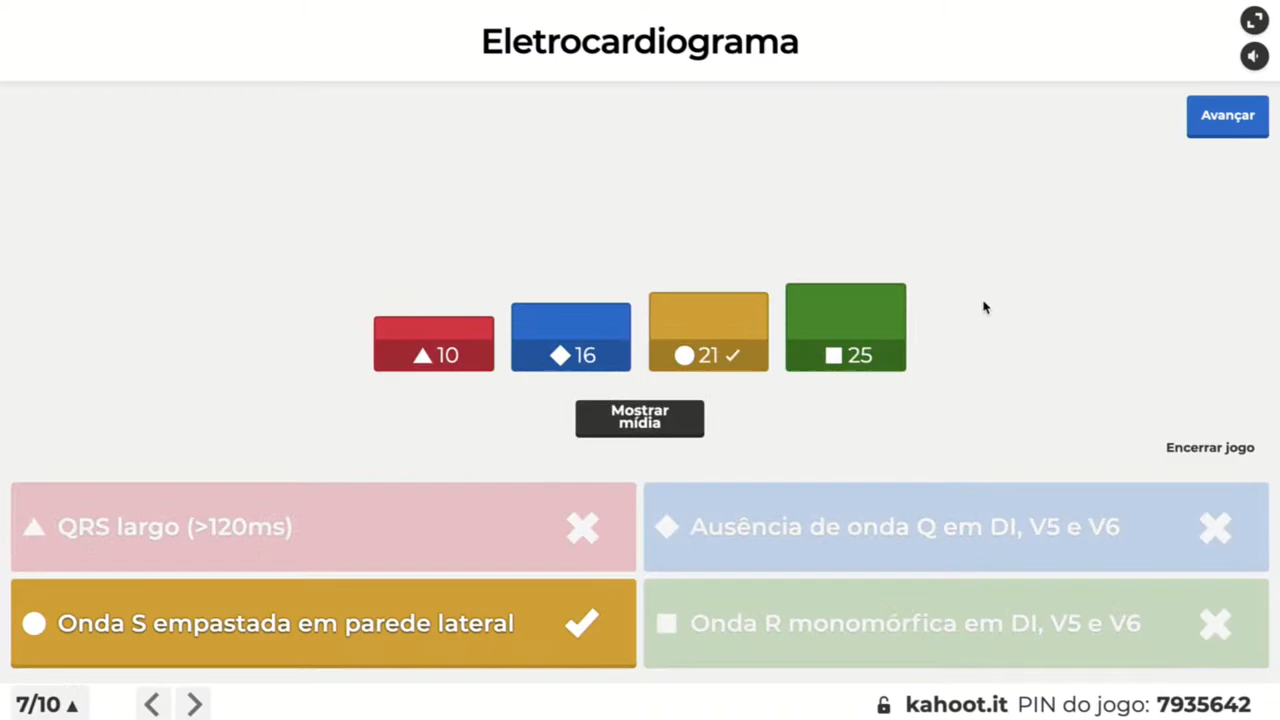 Eletrocardiograma
Avançar
10
16
21
25
Mostrar
mídia
Encerrar jogo
QRS largo (>120ms)
Ausência de onda Q em DI, V5 e V6
Onda S empastada em parede lateral
Onda R monomórfica em DI, V5 e V6
7/10
kahoot.it PIN do jogo: 7935642